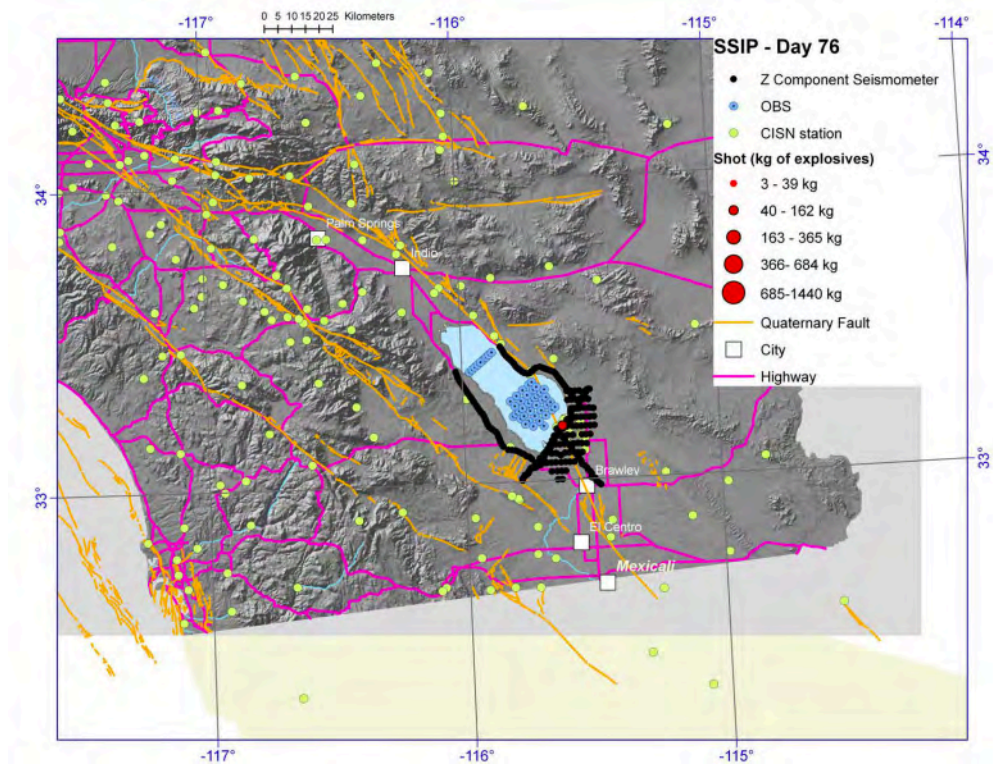 0 5 10 15 20 25 Kilometers
-117° -116° -115° -114°
SSIP - Day 76
Z Component Seismometer
OBS
CISN station
Shot (kg of explosives)
3 - 39 kg
40 - 162 kg
163 - 365 kg
366- 684 kg
685-1440 kg
Quaternary Fault
City
Highway
34° 34°
Palm Springs
Indio
33° 33°
Brawley
El Centro
Mexicali
-117° -116° -115°